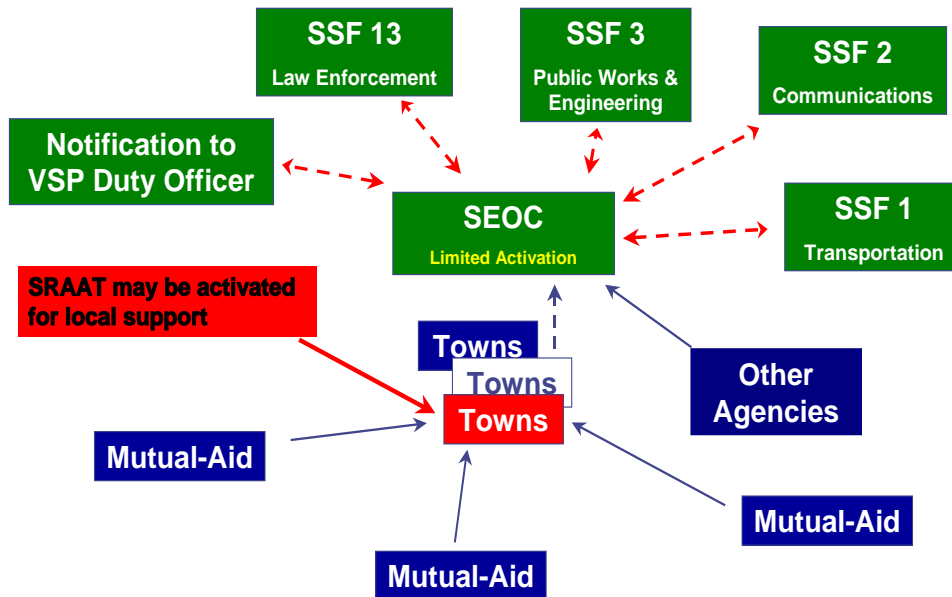 SSF 13
Law Enforcement
SSF 3
Public Works &
Engineering
SSF 2
Communications
Notification to
VSP Duty Officer
SEOC
Limited Activation
SSF 1
Transportation
SRAAT may be activated
for local support
Towns
Towns
Towns
Other
Agencies
Mutual-Aid
Mutual-Aid
Mutual-Aid